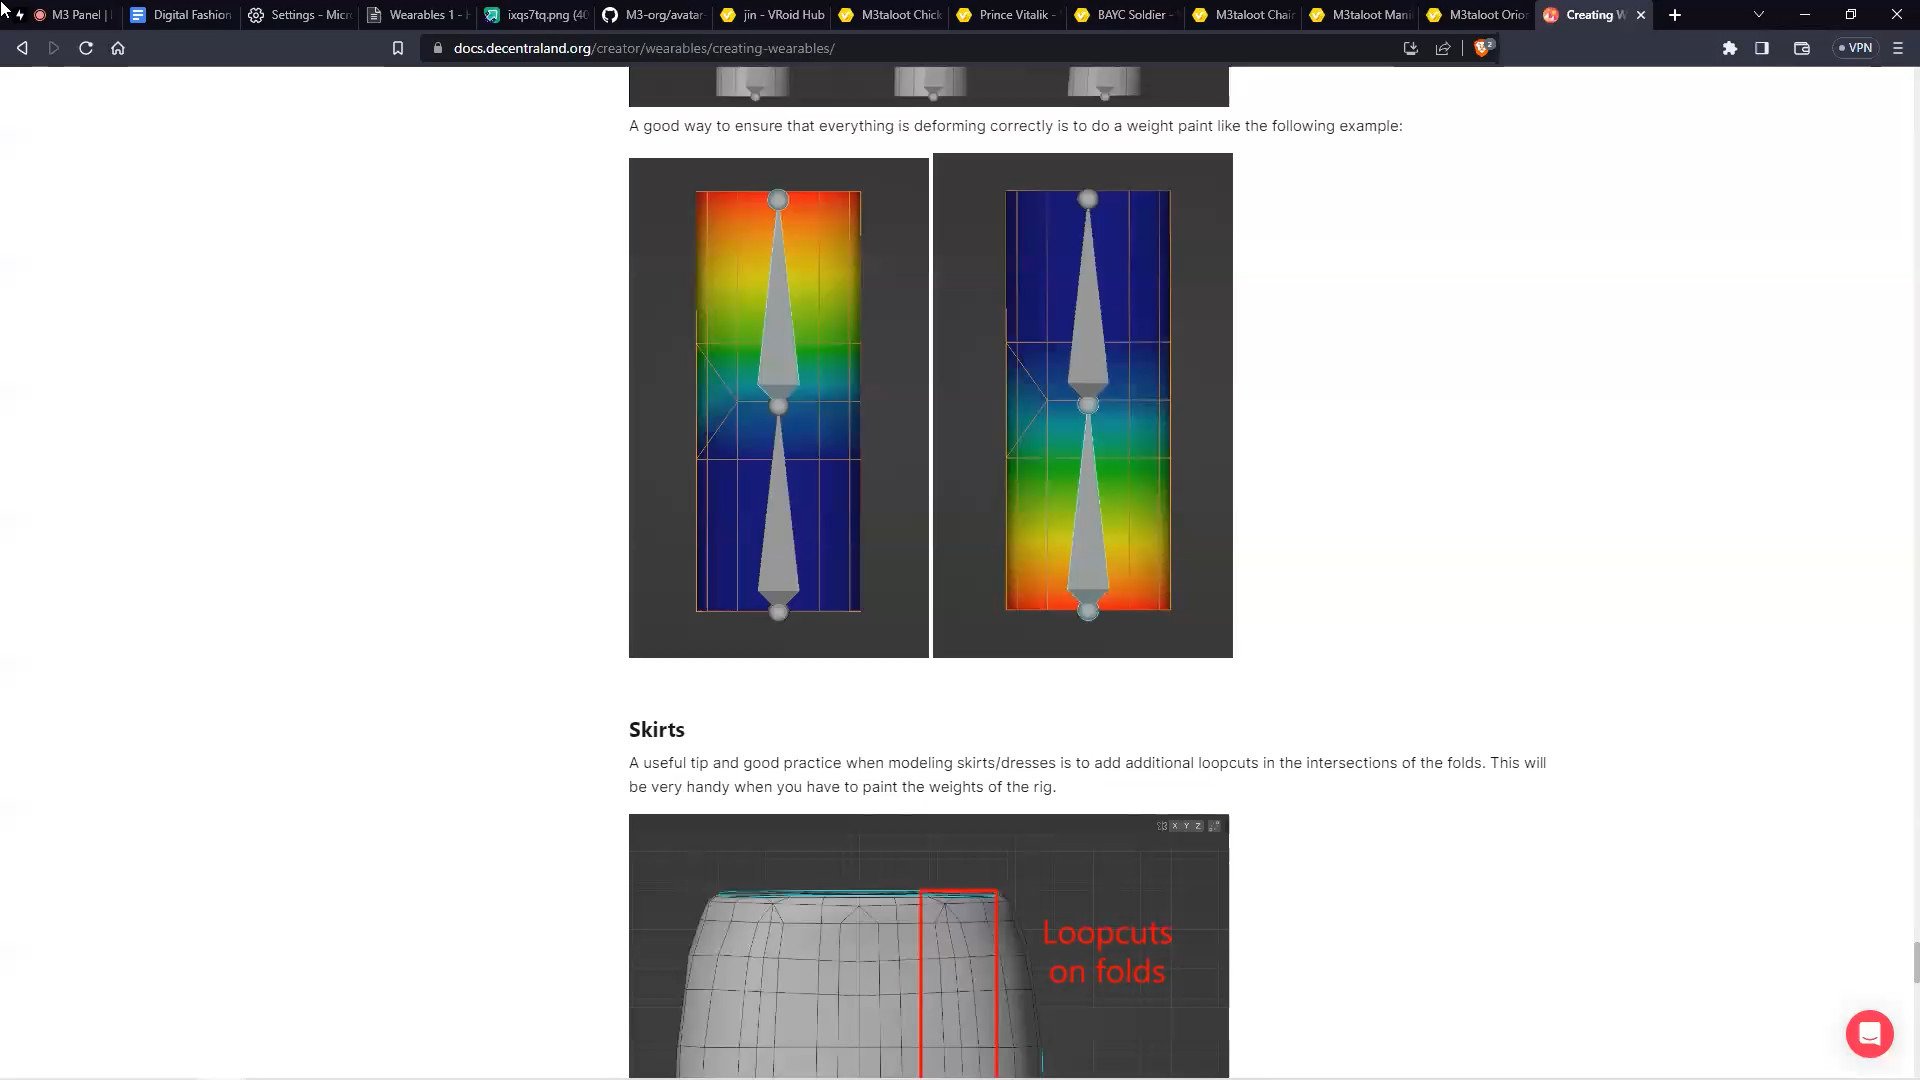 M3 Panel |
Digital Fashion
Settings - Micro
Wearables 1 -
ixqs7tq.png (40
M3-org/avatar-
jin - VRoid Hub
M3taloot Chick
Prince Vitalik -
BAYC Soldier -
M3taloot Chain
M3taloot Mani
M3taloot Orio
Creating W
docs.decentraland.org/creator/wearables/creating-wearables/
2
VPN
A good way to ensure that everything is deforming correctly is to do a weight paint like the following example:
Skirts
A useful tip and good practice when modeling skirts/dresses is to add additional loopcuts in the intersections of the folds. This will
be very handy when you have to paint the weights of the rig.
X Y Z
Loopcuts
on folds